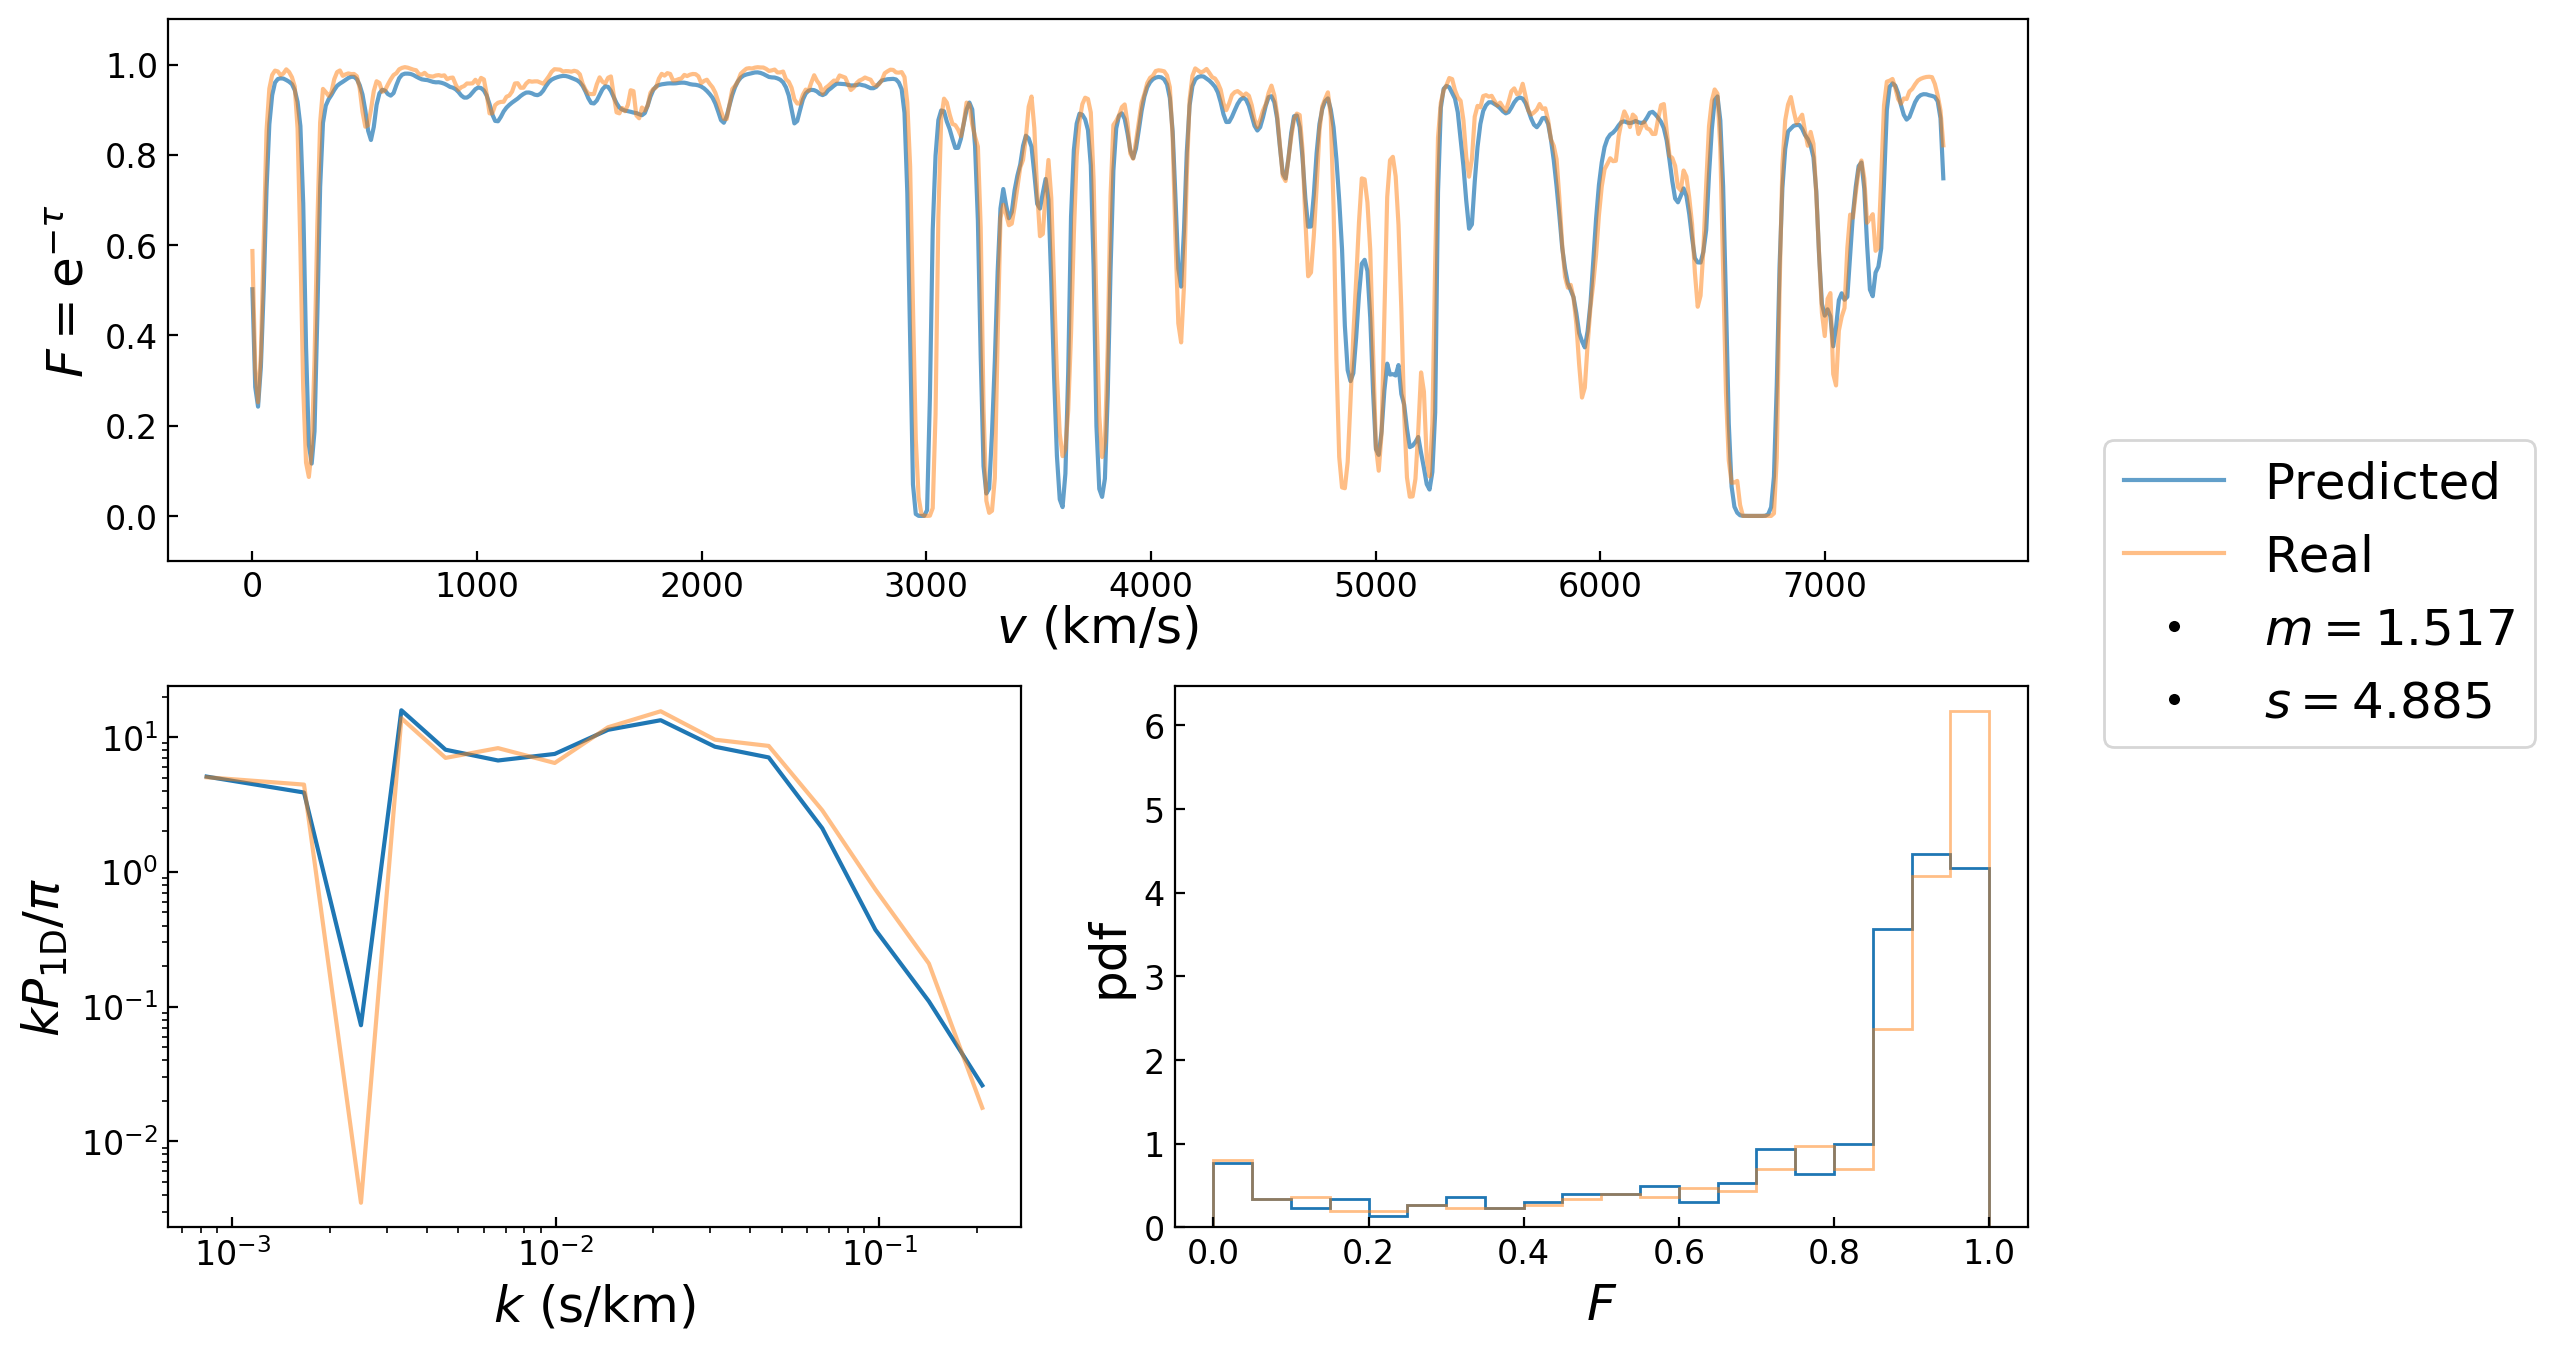 1.0
0.8
0.6
0.4
0.2
0.0
F = e^{−τ}
0 1000 2000 3000 4000 5000 6000 7000
v (km/s)
Predicted
Real
m = 1.517
s = 4.885
10^1
10^0
10^{−1}
10^{−2}
kP_{1D}/π
10^{−3} 10^{−2} 10^{−1}
k (s/km)
6
5
4
3
2
1
0
pdf
0.0 0.2 0.4 0.6 0.8 1.0
F